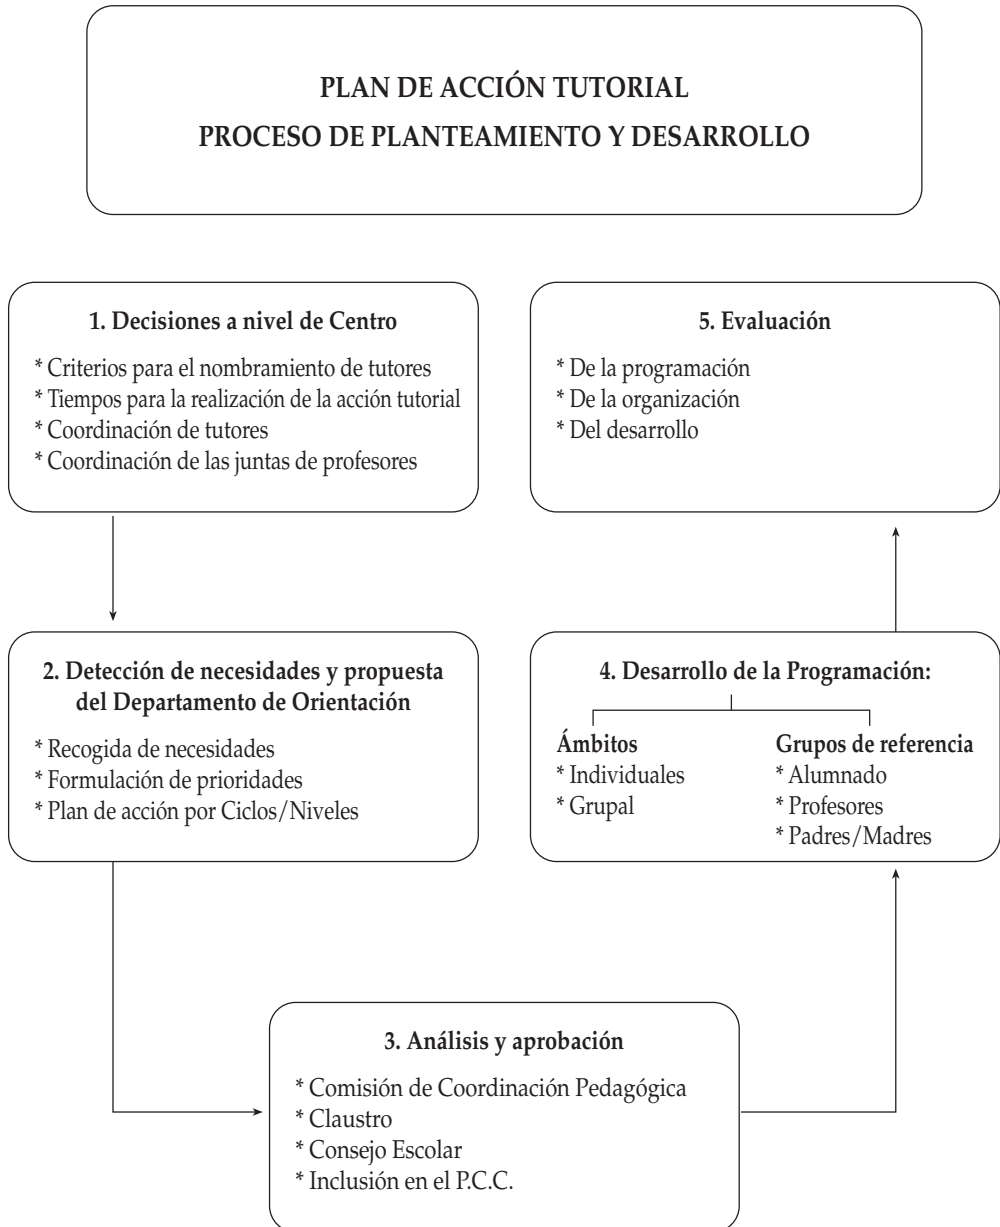 PLAN DE ACCIÓN TUTORIAL
PROCESO DE PLANTEAMIENTO Y DESARROLLO
1. Decisiones a nivel de Centro
* Criterios para el nombramiento de tutores
* Tiempos para la realización de la acción tutorial
* Coordinación de tutores
* Coordinación de las juntas de profesores
2. Detección de necesidades y propuesta
del Departamento de Orientación
* Recogida de necesidades
* Formulación de prioridades
* Plan de acción por Ciclos/Niveles
3. Análisis y aprobación
* Comisión de Coordinación Pedagógica
* Claustro
* Consejo Escolar
* Inclusión en el P.C.C.
4. Desarrollo de la Programación:
Ámbitos
* Individuales
* Grupal
Grupos de referencia
* Alumnado
* Profesores
* Padres/Madres
5. Evaluación
* De la programación
* De la organización
* Del desarrollo